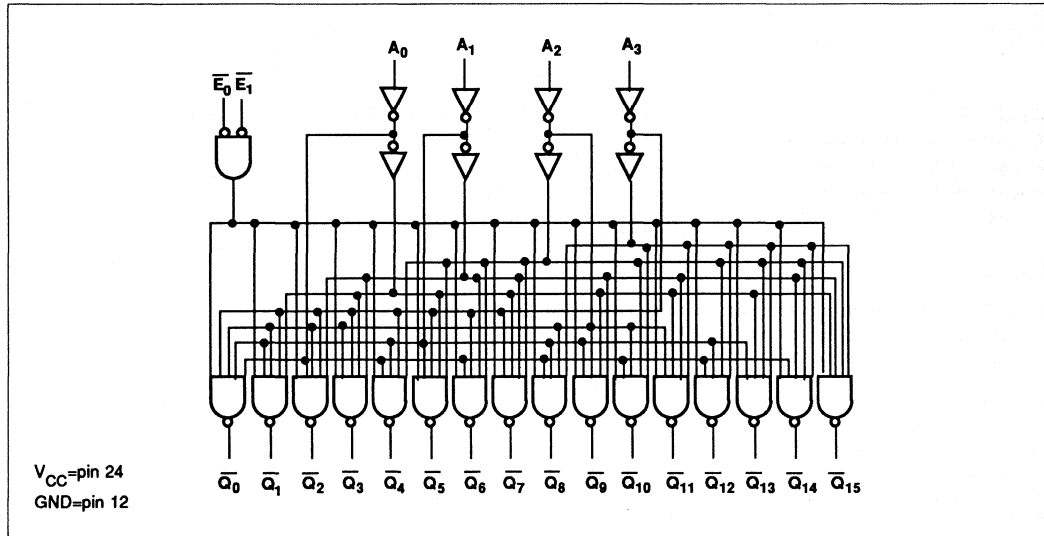 A0 A1 A2 A3
E̅0̅ E̅1̅
Q̅0 Q̅1 Q̅2 Q̅3 Q̅4 Q̅5 Q̅6 Q̅7 Q̅8 Q̅9 Q̅10 Q̅11 Q̅12 Q̅13 Q̅14 Q̅15
VCC=pin 24
GND=pin 12